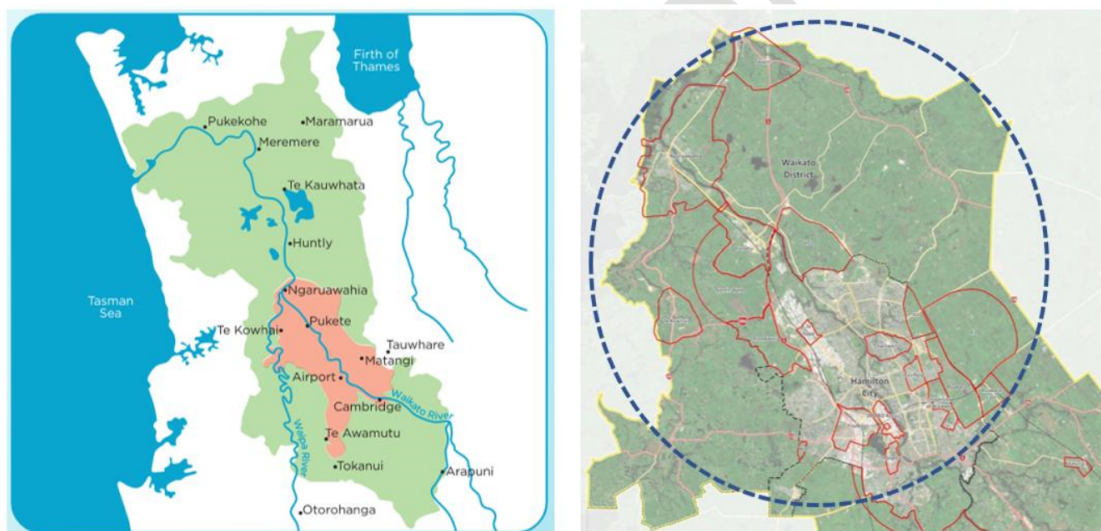 Firth of
Thames
Pukekohe
Maramarua
Meremere
Te Kauwhata
Huntly
Tasman
Sea
Ngaruawahia
Pukete
Te Kowhai
Tauwhare
Matangi
Airport
Cambridge
Waikato River
Waipa River
Te Awamutu
Tokanui
Arapuni
Otorohanga
Waikato
District
Hamilton
City